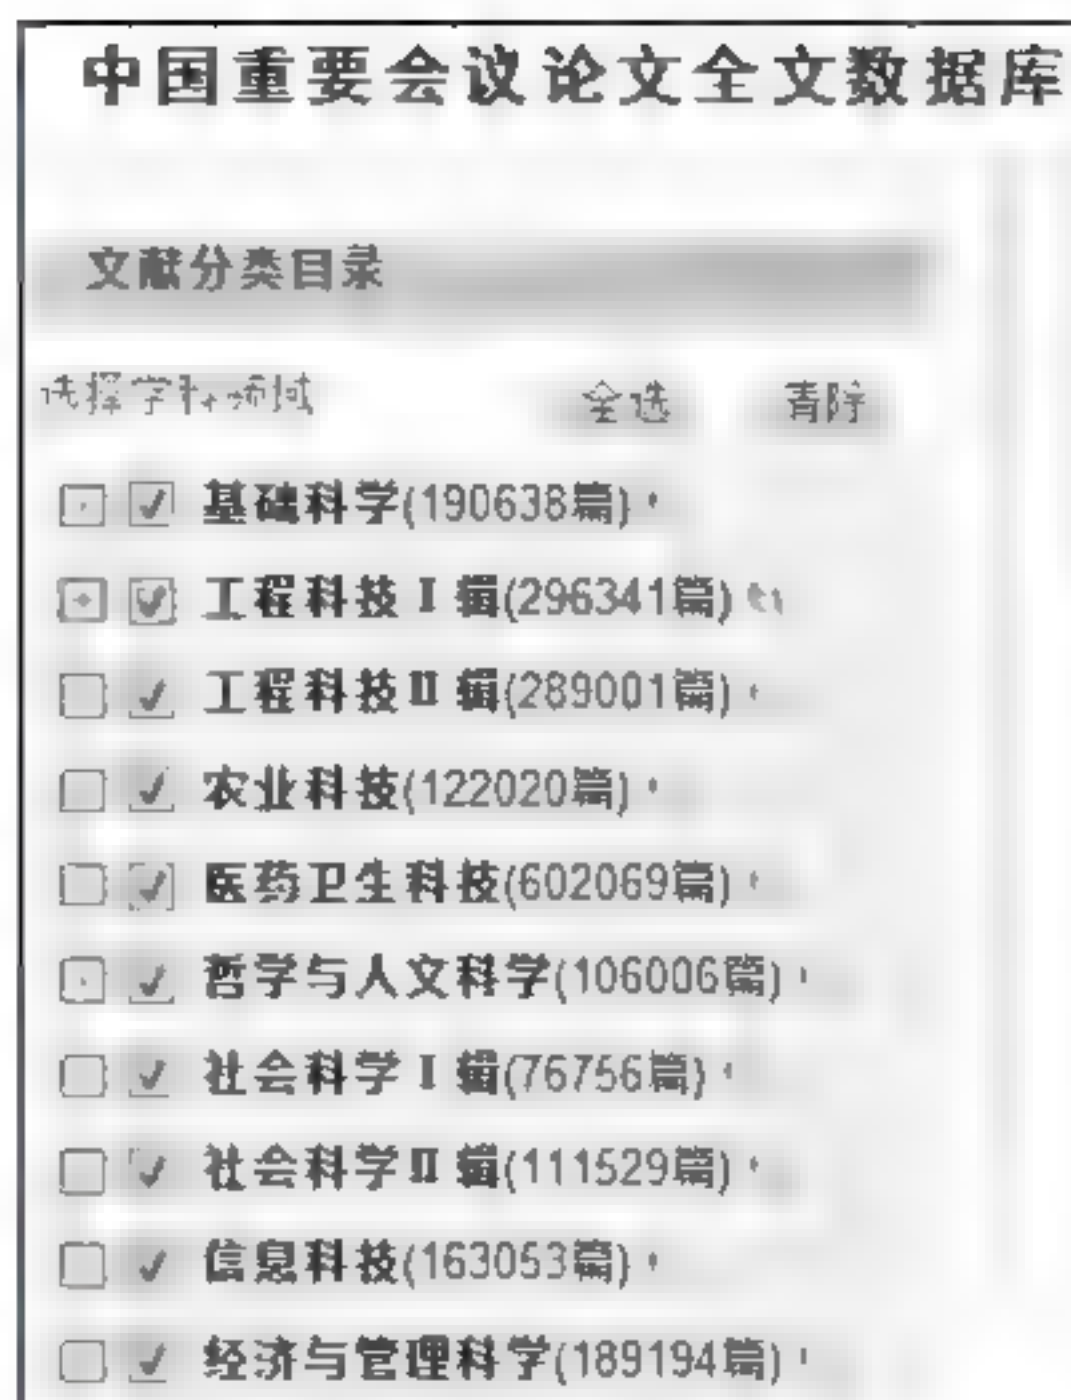 中国重要会议论文全文数据库
文献分类目录
选择学科领域 全选 清除
基础科学(190638篇)
工程科技Ⅰ辑(296341篇)
工程科技Ⅱ辑(289001篇)
农业科技(122020篇)
医药卫生科技(602069篇)
哲学与人文科学(106006篇)
社会科学Ⅰ辑(76756篇)
社会科学Ⅱ辑(111529篇)
信息科技(163053篇)
经济与管理科学(189194篇)